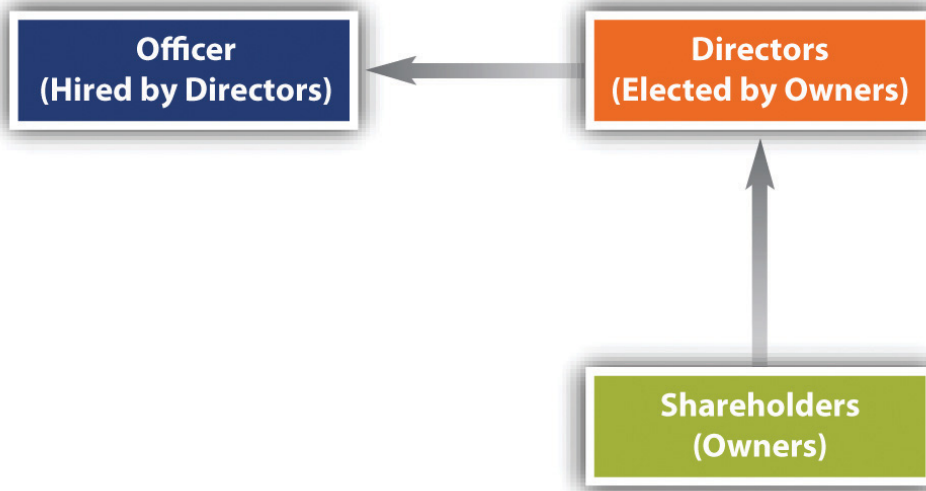 Officer
(Hired by Directors)
Directors
(Elected by Owners)
Shareholders
(Owners)